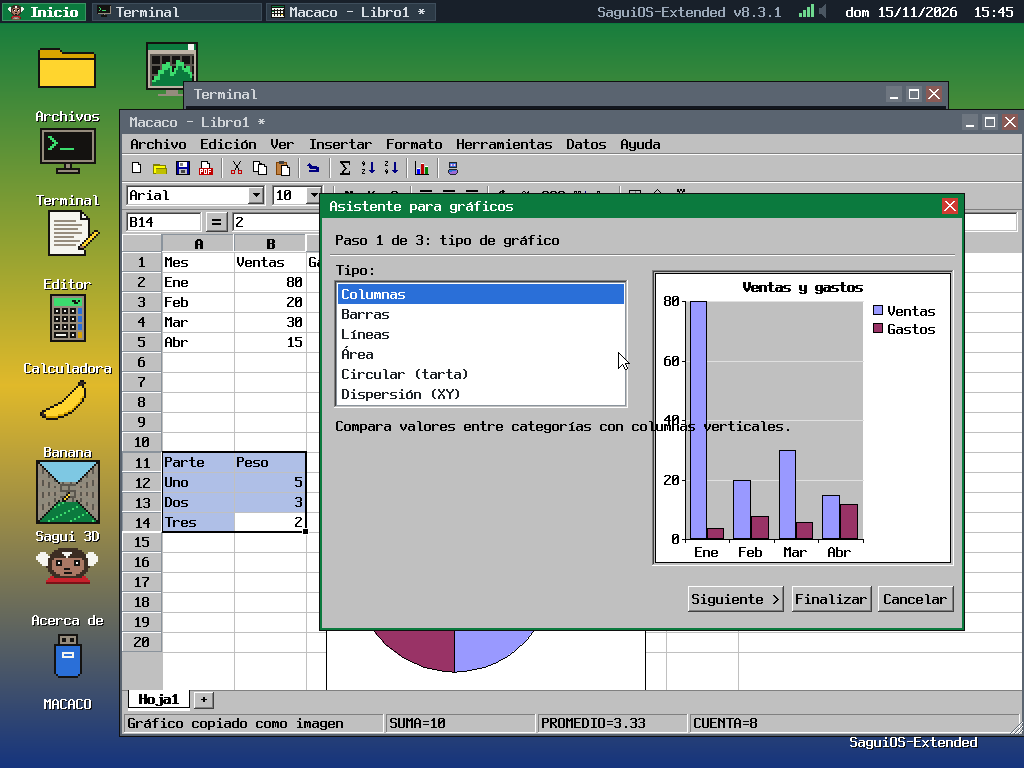 Inicio
Terminal
Macaco - Libro1 *
SaguiOS-Extended v8.3.1
dom 15/11/2026
15:45
Archivos
Terminal
Editor
Calculadora
Banana
Sagui 3D
Acerca de
MACACO
Terminal
Macaco - Libro1 *
Archivo Edición Ver Insertar Formato Herramientas Datos Ayuda
PDF
Arial
10
B14
=
2
A B
1 Mes Ventas
2 Ene 80
3 Feb 20
4 Mar 30
5 Abr 15
6
7
8
9
10
11 Parte Peso
12 Uno 5
13 Dos 3
14 Tres 2
15
16
17
18
19
20
Asistente para gráficos
Paso 1 de 3: tipo de gráfico
Tipo:
Columnas
Barras
Líneas
Área
Circular (tarta)
Dispersión (XY)
Compara valores entre categorías con columnas verticales.
Ventas y gastos
80
60
40
20
0
Ene Feb Mar Abr
Ventas
Gastos
Siguiente >
Finalizar
Cancelar
Hoja1
+
Gráfico copiado como imagen
SUMA=10
PROMEDIO=3.33
CUENTA=8
SaguiOS-Extended